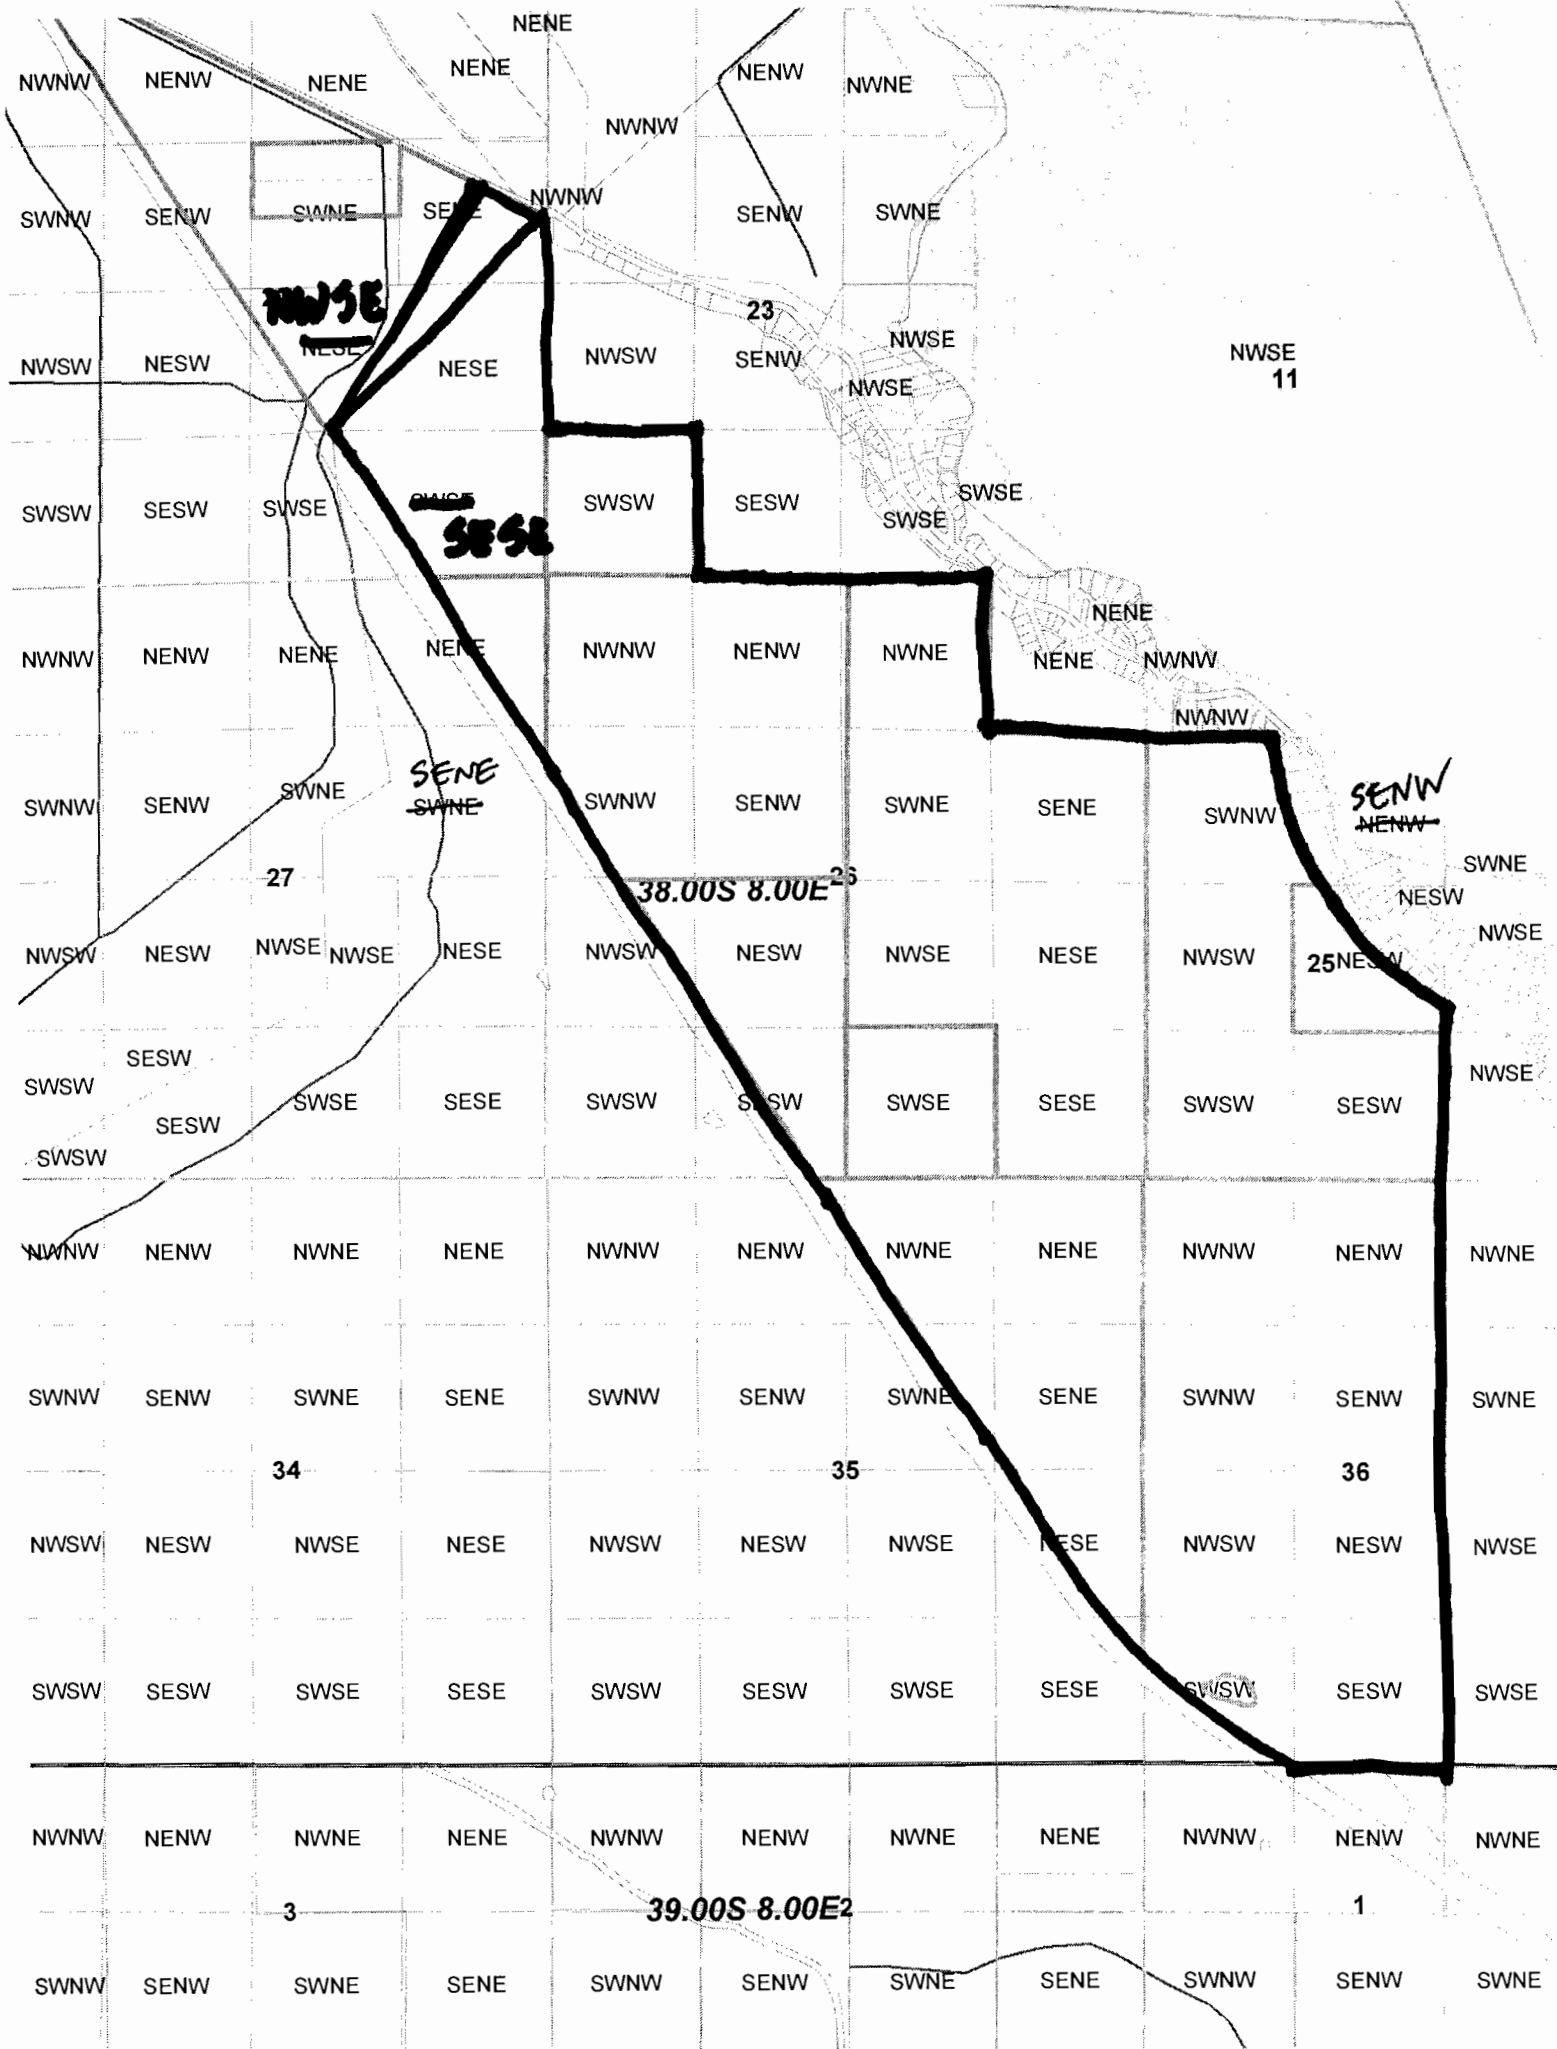 NENE
NWNW NENW NENE NENE NENW NWNE
NWNW
SWNW SENW SWNE SENE NWNW SENW SWNE
NWSE
23
NWSW NESW NESE NESE NWSW SENW NWSE NWSE
NWSE
11
SWSW SESW SWSE SWSE SWSW SESW SWSE SWSE
SESE
NENE
NWNW NENW NENE NENE NWNW NENW NWNE NENE NWNW
NWNW
SENE SENW
SWNW SENW SWNE SWNE SWNW SENW SWNE SENE SWNW NENW
SWNE
27 38.00S 8.00E 26 NESW
NWSW NESW NWSE NWSE NESE NWSW NESW NWSE NESE NWSW 25 NESW NWSE
SESW
SWSW SWSE SESE SWSW SESW SWSE SESE SWSW SESW NWSE
SESW
SWSW
NWNW NENW NWNE NENE NWNW NENW NWNE NENE NWNW NENW NWNE
SWNW SENW SWNE SENE SWNW SENW SWNE SENE SWNW SENW SWNE
34 35 36
NWSW NESW NWSE NESE NWSW NESW NWSE NESE NWSW NESW NWSE
SWSW SESW SWSE SESE SWSW SESW SWSE SESE SWSW SESW SWSE
NWNW NENW NWNE NENE NWNW NENW NWNE NENE NWNW NENW NWNE
3 39.00S 8.00E 2 1
SWNW SENW SWNE SENE SWNW SENW SWNE SENE SWNW SENW SWNE